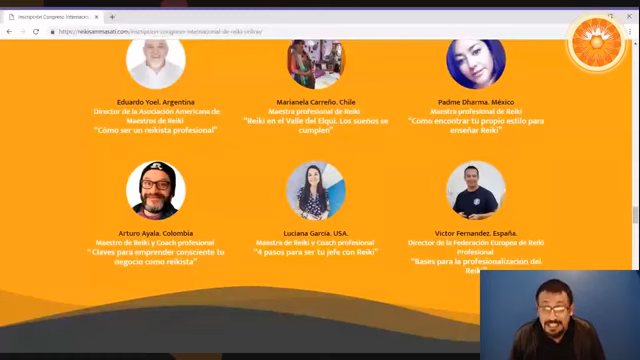 Inscripción Congreso Internacional
https://reikisammasati.com/inscripcion-congreso-internacional-de-reiki-online/
Eduardo Yoel. Argentina
Director de la Asociación Americana de
Maestros de Reiki
“Cómo ser un reikista profesional”
Marianela Carreño. Chile
Maestra profesional de Reiki
“Reiki en el Valle del Elqui. Los sueños se
cumplen”
Padme Dharma. México
Maestra profesional de Reiki
“Como encontrar tu propio estilo para
enseñar Reiki”
Arturo Ayala. Colombia
Maestro de Reiki y Coach profesional
“Claves para emprender consciente tu
negocio como reikista”
Luciana García. USA.
Maestra de Reiki y Coach profesional
“4 pasos para ser tu jefe con Reiki”
Victor Fernandez. España.
Director de la Federación Europea de Reiki
Profesional
“Bases para la profesionalización del
Reiki”